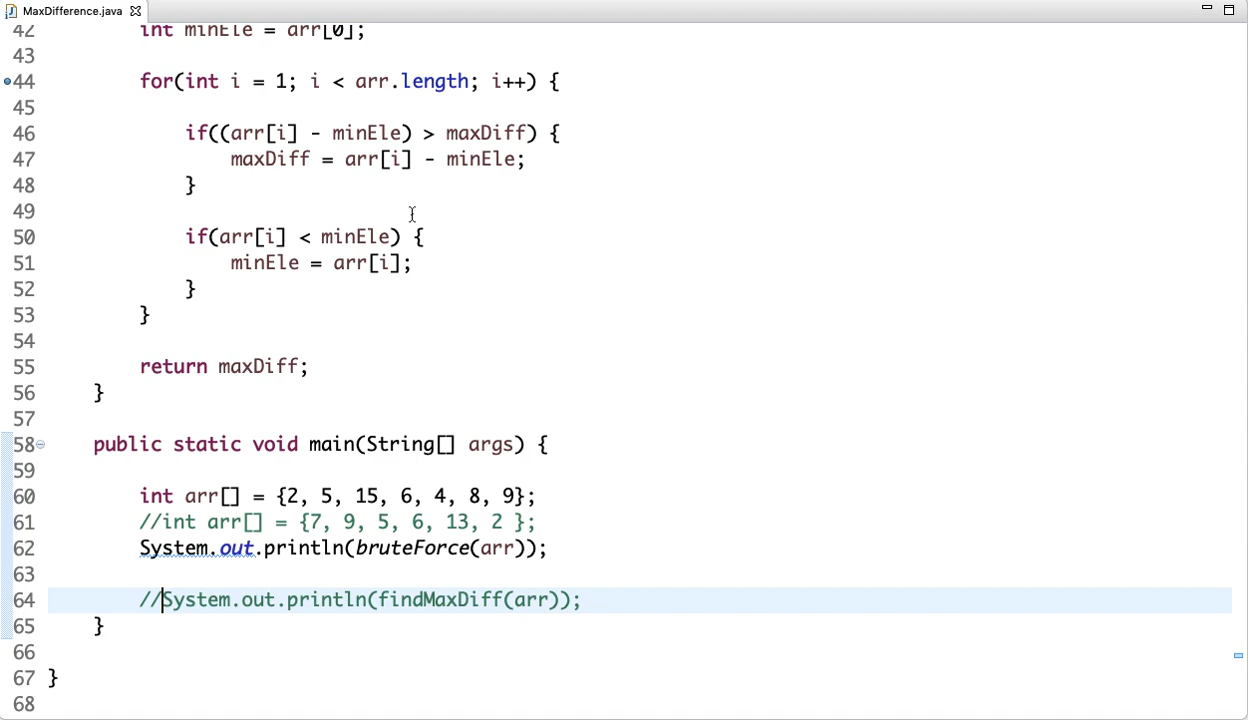 MaxDifference.java
42 int minEle = arr[0];
43
44 for(int i = 1; i < arr.length; i++) {
45
46 if((arr[i] - minEle) > maxDiff) {
47 maxDiff = arr[i] - minEle;
48 }
49
50 if(arr[i] < minEle) {
51 minEle = arr[i];
52 }
53 }
54
55 return maxDiff;
56 }
57
58 public static void main(String[] args) {
59
60 int arr[] = {2, 5, 15, 6, 4, 8, 9};
61 //int arr[] = {7, 9, 5, 6, 13, 2 };
62 System.out.println(bruteForce(arr));
63
64 //System.out.println(findMaxDiff(arr));
65 }
66
67 }
68